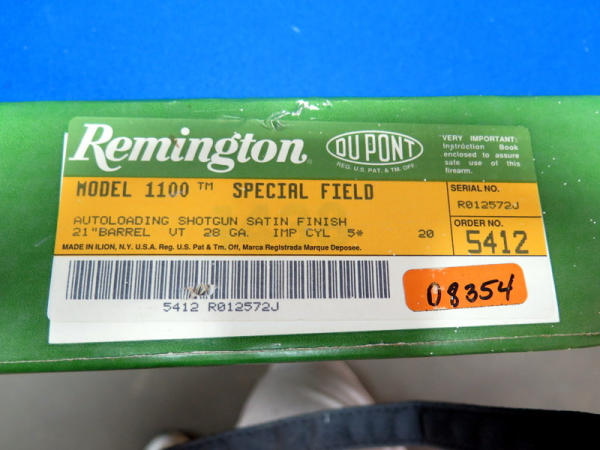 Remington®
DU PONT
REG. U.S. PAT. & TM. OFF.
VERY IMPORTANT:
Instruction Book
enclosed to assure
safe use of this
firearm.
MODEL 1100 ™ SPECIAL FIELD
SERIAL NO.
R012572J
AUTOLOADING SHOTGUN SATIN FINISH
21"BARREL VT 28 GA. IMP CYL 5* 20
ORDER NO.
5412
MADE IN ILION, N.Y. U.S.A. Reg. U.S. Pat & Tm. Off, Marca Registrada Marque Deposee.
5412 R012572J
08354